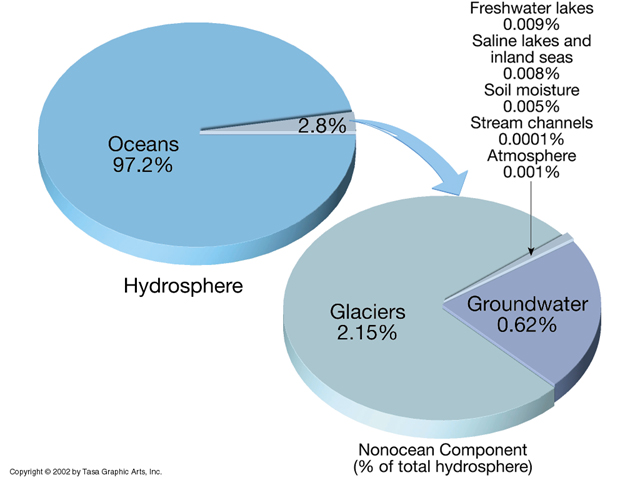 Freshwater lakes
0.009%
Saline lakes and
inland seas
0.008%
Soil moisture
0.005%
Stream channels
0.0001%
Atmosphere
0.001%
2.8%
Oceans
97.2%
Hydrosphere
Glaciers
2.15%
Groundwater
0.62%
Nonocean Component
(% of total hydrosphere)
Copyright © 2002 by Tasa Graphic Arts, Inc.